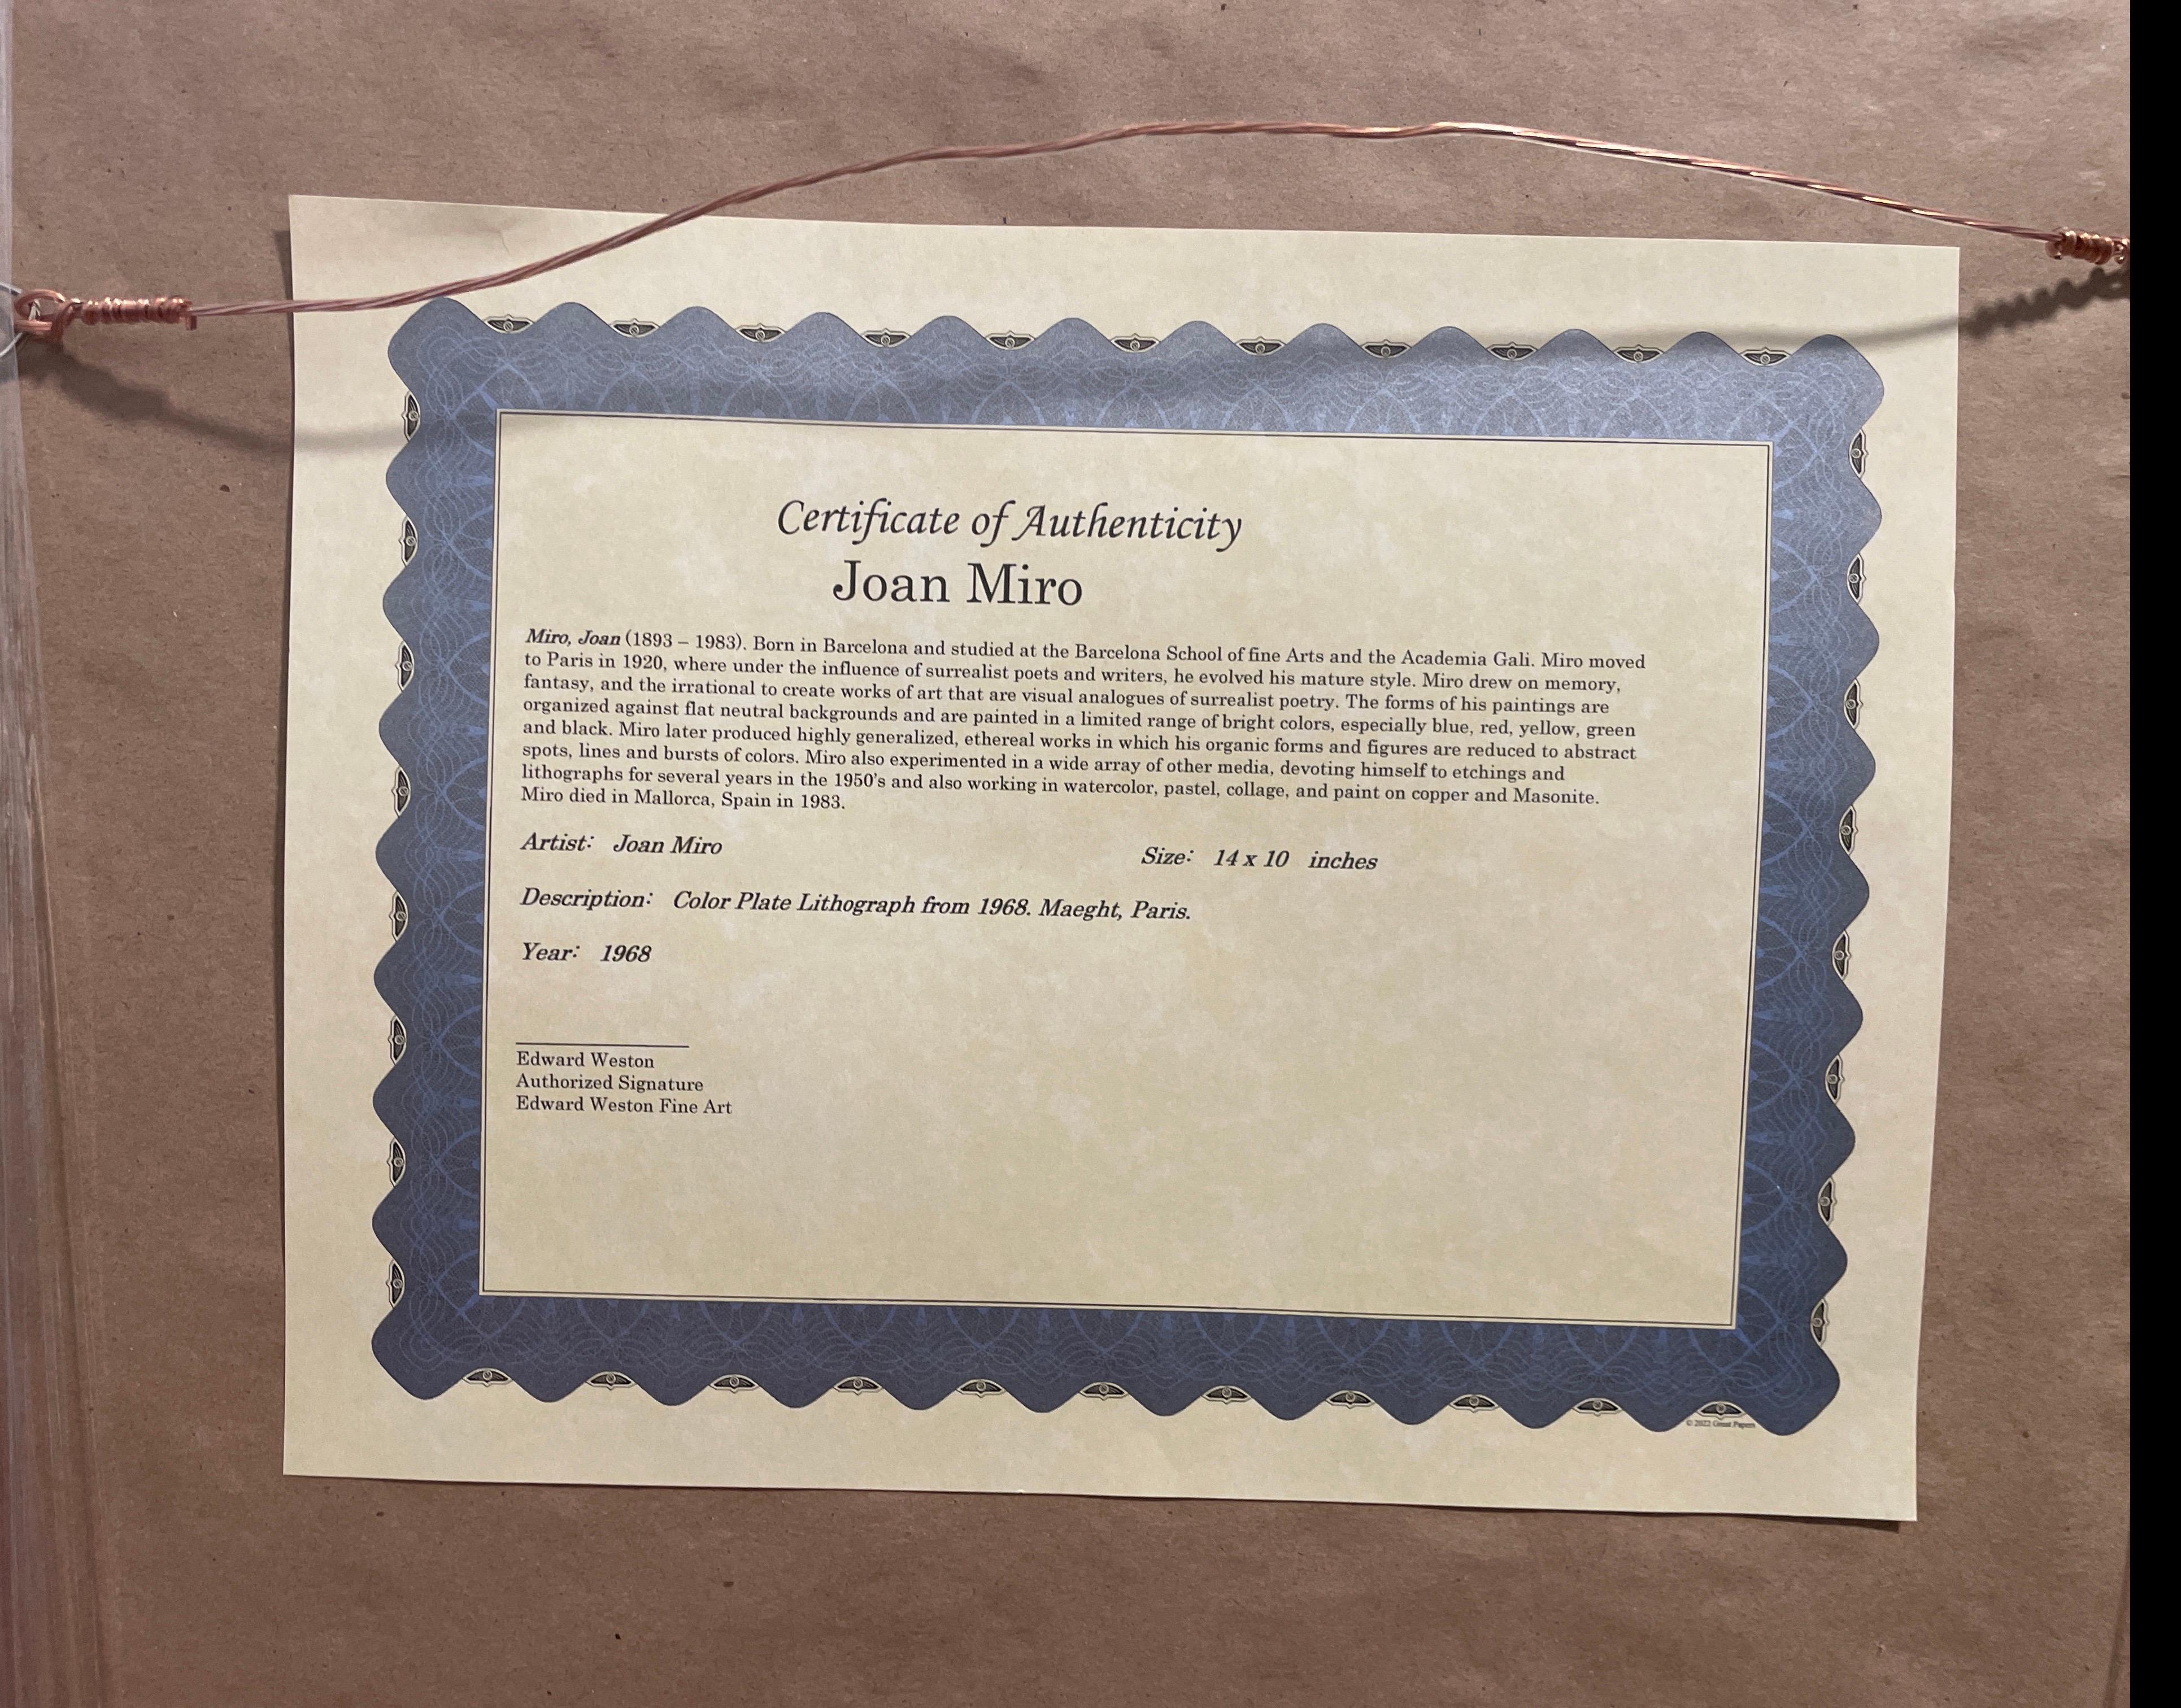 Certificate of Authenticity
Joan Miro
Miro, Joan (1893 – 1983). Born in Barcelona and studied at the Barcelona School of fine Arts and the Academia Gali. Miro moved
to Paris in 1920, where under the influence of surrealist poets and writers, he evolved his mature style. Miro drew on memory,
fantasy, and the irrational to create works of art that are visual analogues of surrealist poetry. The forms of his paintings are
organized against flat neutral backgrounds and are painted in a limited range of bright colors, especially blue, red, yellow, green
and black. Miro later produced highly generalized, ethereal works in which his organic forms and figures are reduced to abstract
spots, lines and bursts of colors. Miro also experimented in a wide array of other media, devoting himself to etchings and
lithographs for several years in the 1950's and also working in watercolor, pastel, collage, and paint on copper and Masonite.
Miro died in Mallorca, Spain in 1983.
Artist: Joan Miro Size: 14 x 10 inches
Description: Color Plate Lithograph from 1968. Maeght, Paris.
Year: 1968
Edward Weston
Authorized Signature
Edward Weston Fine Art
© 2022 Great Papers